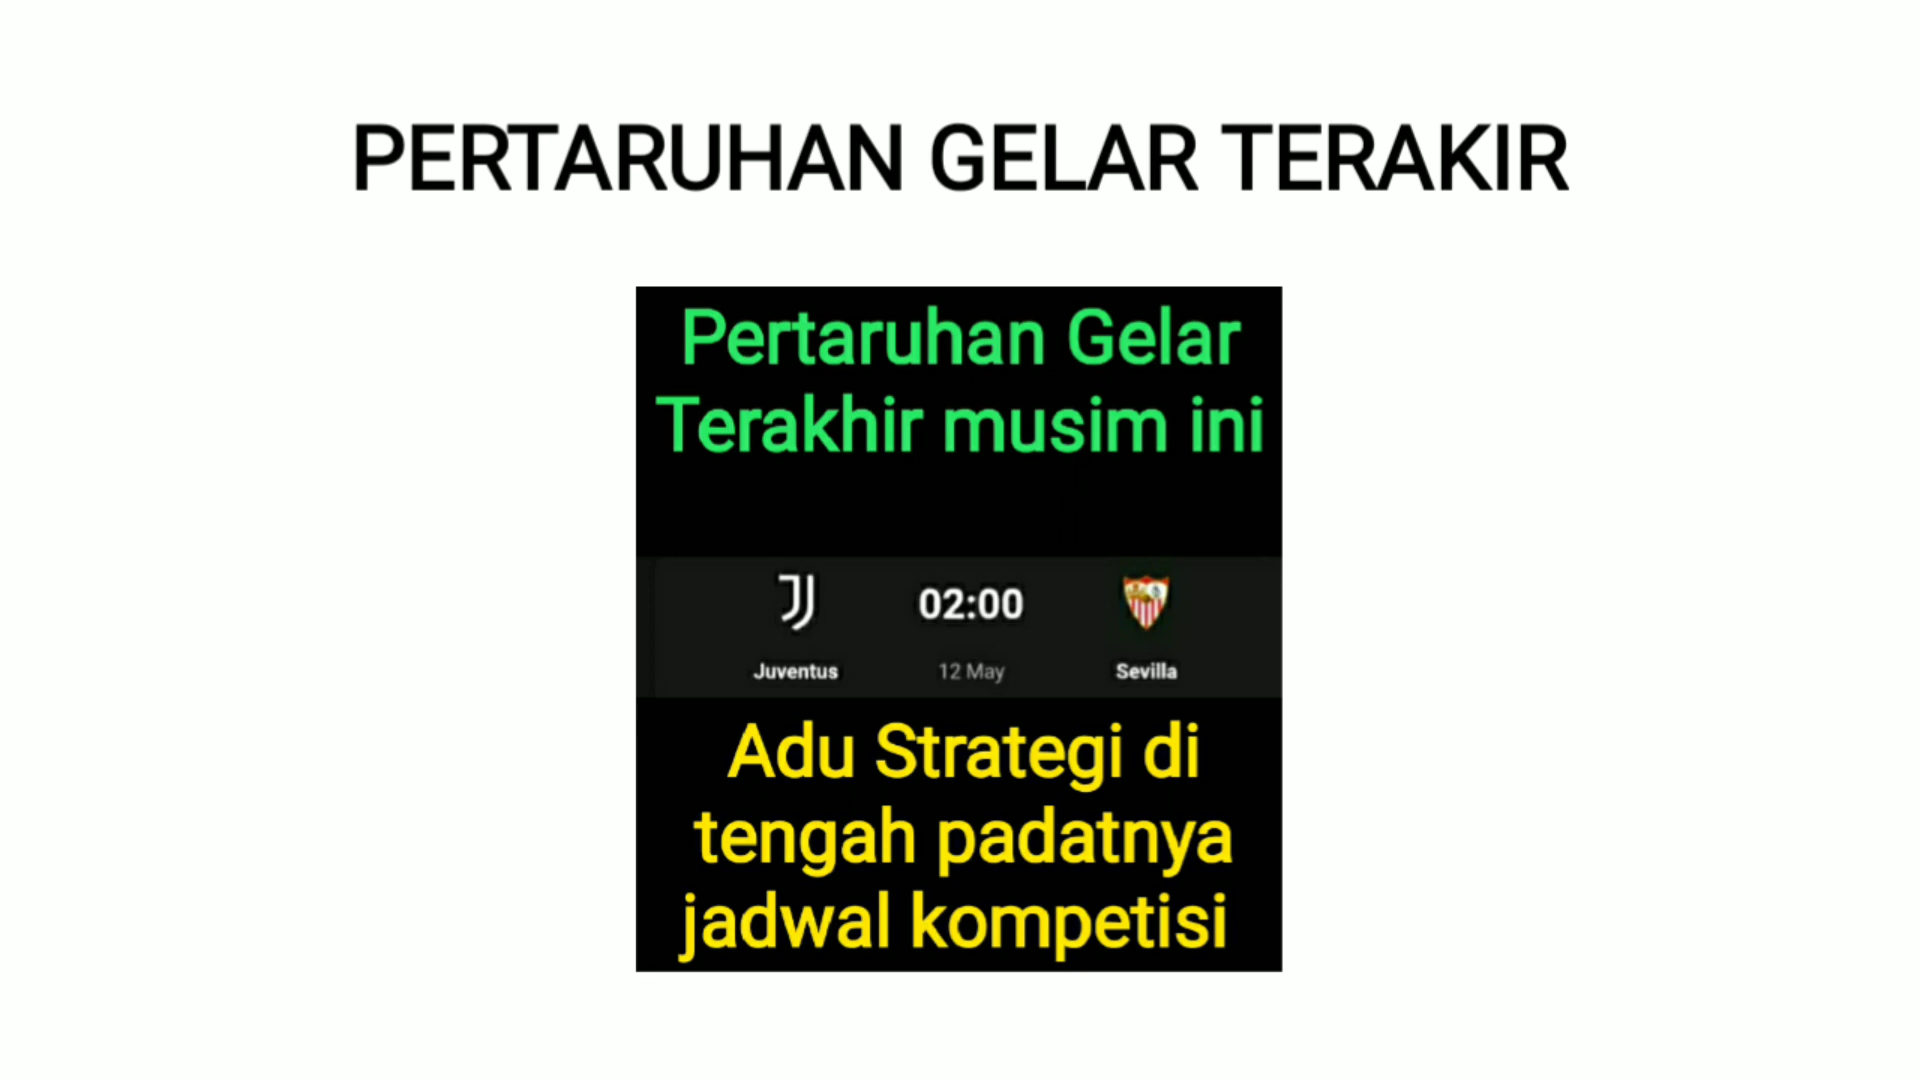 PERTARUHAN GELAR TERAKIR
Pertaruhan Gelar
Terakhir musim ini
02:00
Juventus 12 May Sevilla
Adu Strategi di
tengah padatnya
jadwal kompetisi